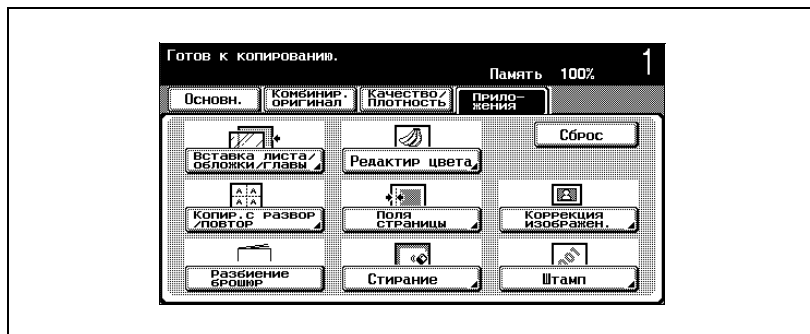 Готов к копированию.
Память 100% 1
Основн.
Комбинир.
оригинал
Качество/
Плотность
Прило-
жения
Сброс
Вставка листа/
обложки/главы
Редактир цвета
A A
A A
Копир.с развор
/повтор
Поля
страницы
Коррекция
изображен.
Разбиение
брошюр
Стирание
001
Штамп